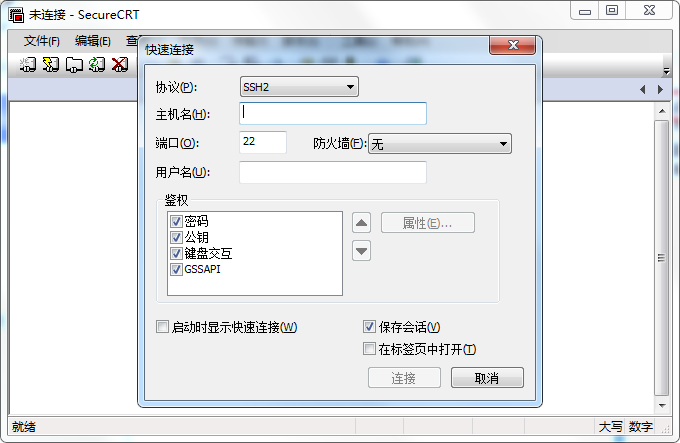 未连接 - SecureCRT
文件(F) 编辑(E)
快速连接
协议(P): SSH2
主机名(H):
端口(O): 22 防火墙(F): 无
用户名(U):
鉴权
密码
公钥
键盘交互
GSSAPI
属性(E)...
启动时显示快速连接(W) 保存会话(V)
在标签页中打开(T)
连接 取消
就绪 大写 数字